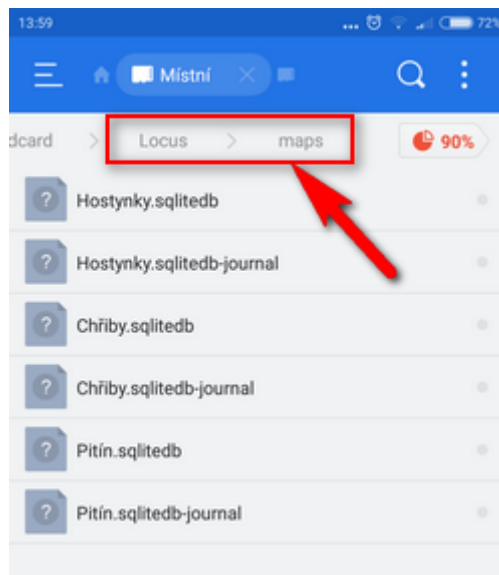 13:59 ... 72%
Místní
dcard > Locus > maps 90%
Hostynky.sqlitedb
Hostynky.sqlitedb-journal
Chřiby.sqlitedb
Chřiby.sqlitedb-journal
Pitín.sqlitedb
Pitín.sqlitedb-journal